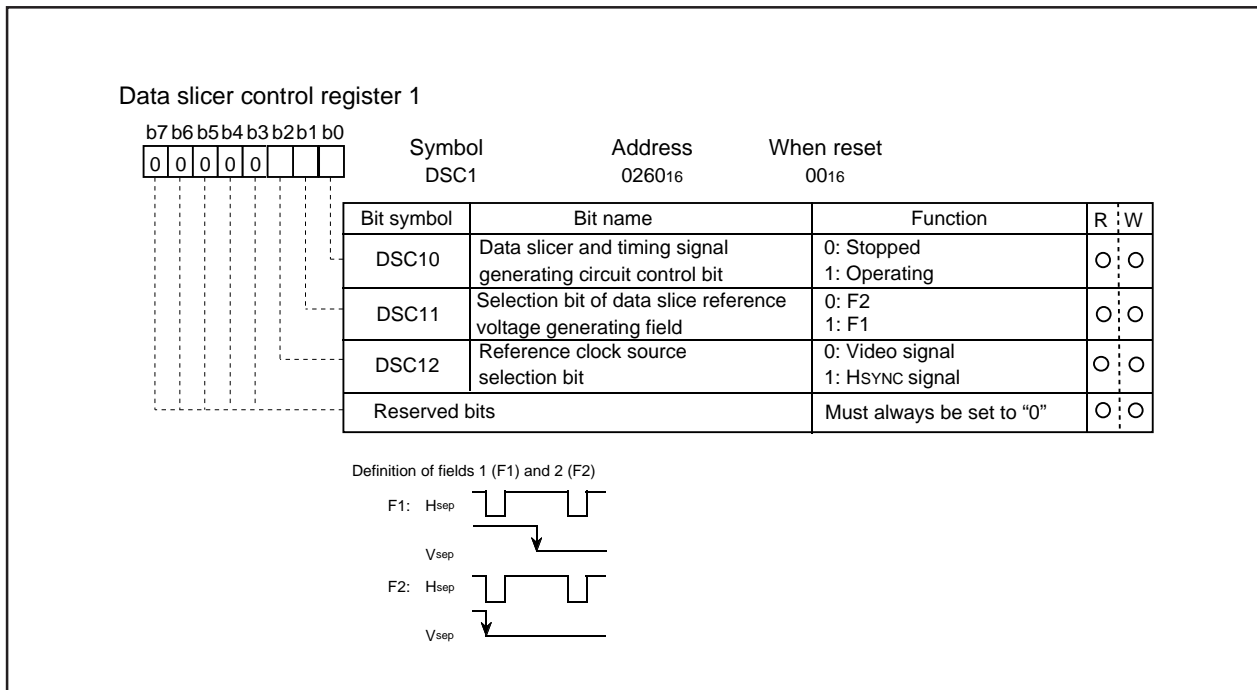 Data slicer control register 1
b7 b6 b5 b4 b3 b2 b1 b0
0 0 0 0 0
Symbol Address When reset
DSC1 026016 0016
Bit symbol Bit name Function R W
DSC10 Data slicer and timing signal generating circuit control bit 0: Stopped 1: Operating
DSC11 Selection bit of data slice reference voltage generating field 0: F2 1: F1
DSC12 Reference clock source selection bit 0: Video signal 1: HSYNC signal
Reserved bits Must always be set to “0”
Definition of fields 1 (F1) and 2 (F2)
F1: Hsep
Vsep
F2: Hsep
Vsep